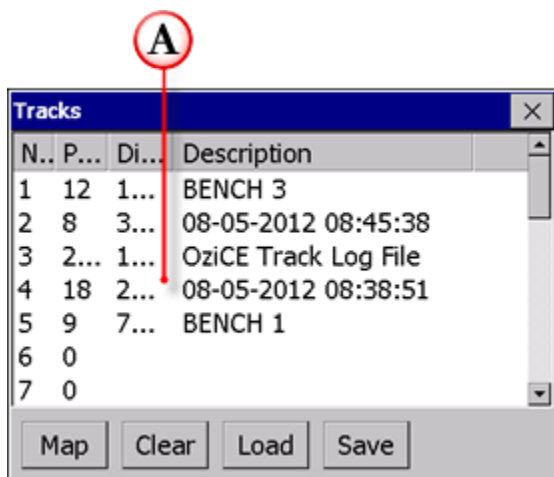 A
Tracks
N.. P... Di... Description
1 12 1... BENCH 3
2 8 3... 08-05-2012 08:45:38
3 2... 1... OziCE Track Log File
4 18 2... 08-05-2012 08:38:51
5 9 7... BENCH 1
6 0
7 0
Map Clear Load Save